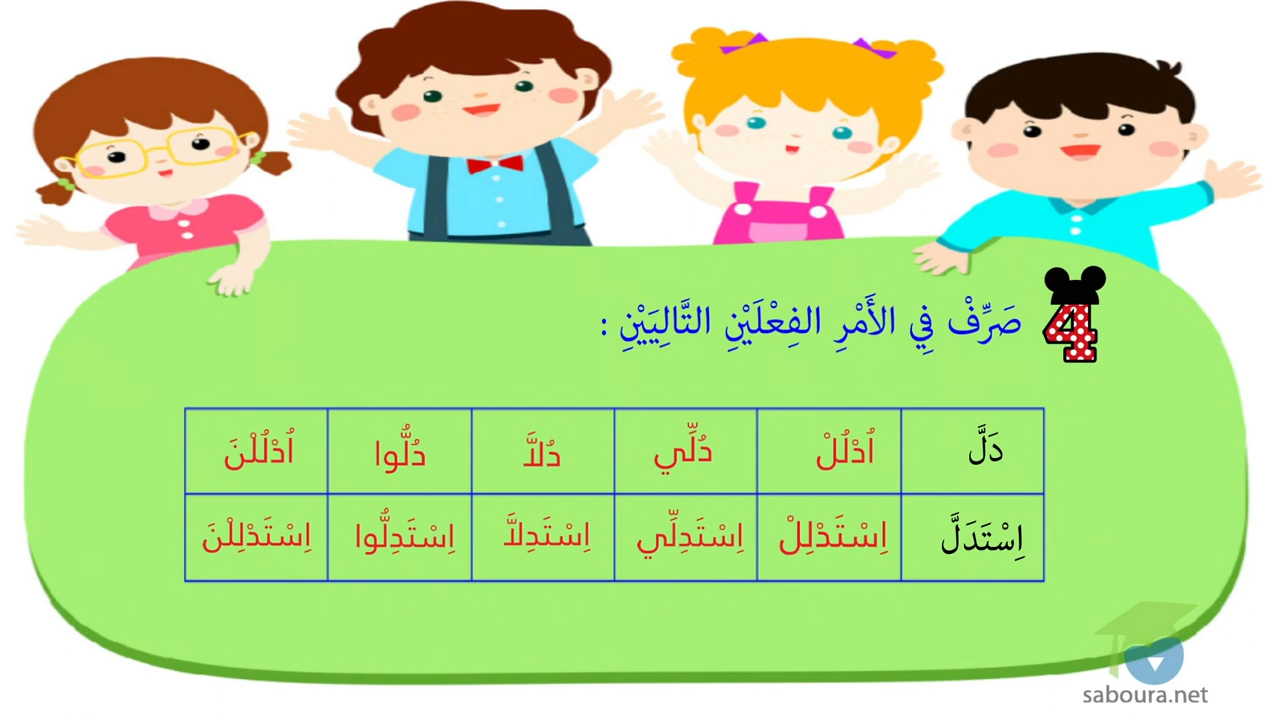 4 صَرِّفْ فِي الأَمْرِ الفِعْلَيْنِ التَّالِيَيْنِ :
دَلَّ اُدْلُلْ دُلِّي دُلاَّ دُلُّوا اُدْلُلْنَ
اِسْتَدَلَّ اِسْتَدْلِلْ اِسْتَدِلِّي اِسْتَدِلاَّ اِسْتَدِلُّوا اِسْتَدْلِلْنَ
saboura.net